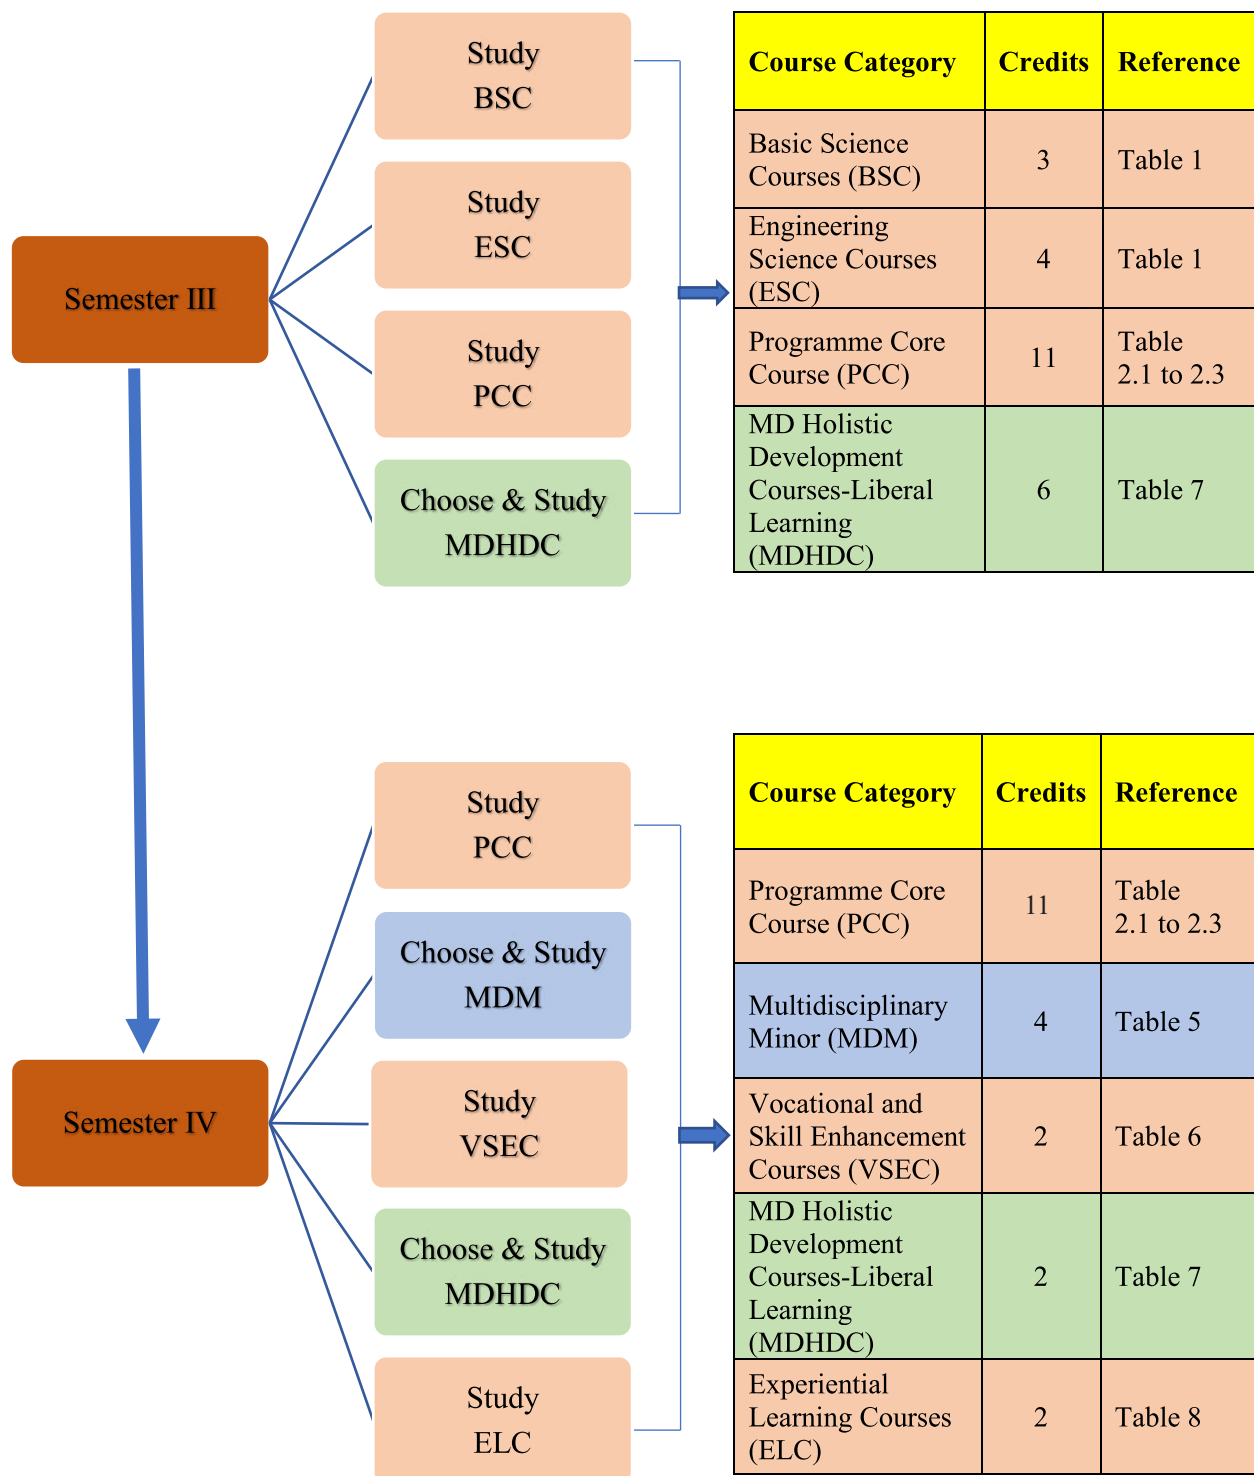 Semester III
Study
BSC
Study
ESC
Study
PCC
Choose & Study
MDHDC
Course Category Credits Reference
Basic Science
Courses (BSC)
3
Table 1
Engineering
Science Courses
(ESC)
4
Table 1
Programme Core
Course (PCC)
11
Table
2.1 to 2.3
MD Holistic
Development
Courses-Liberal
Learning
(MDHDC)
6
Table 7
Semester IV
Study
PCC
Choose & Study
MDM
Study
VSEC
Choose & Study
MDHDC
Study
ELC
Course Category Credits Reference
Programme Core
Course (PCC)
11
Table
2.1 to 2.3
Multidisciplinary
Minor (MDM)
4
Table 5
Vocational and
Skill Enhancement
Courses (VSEC)
2
Table 6
MD Holistic
Development
Courses-Liberal
Learning
(MDHDC)
2
Table 7
Experiential
Learning Courses
(ELC)
2
Table 8